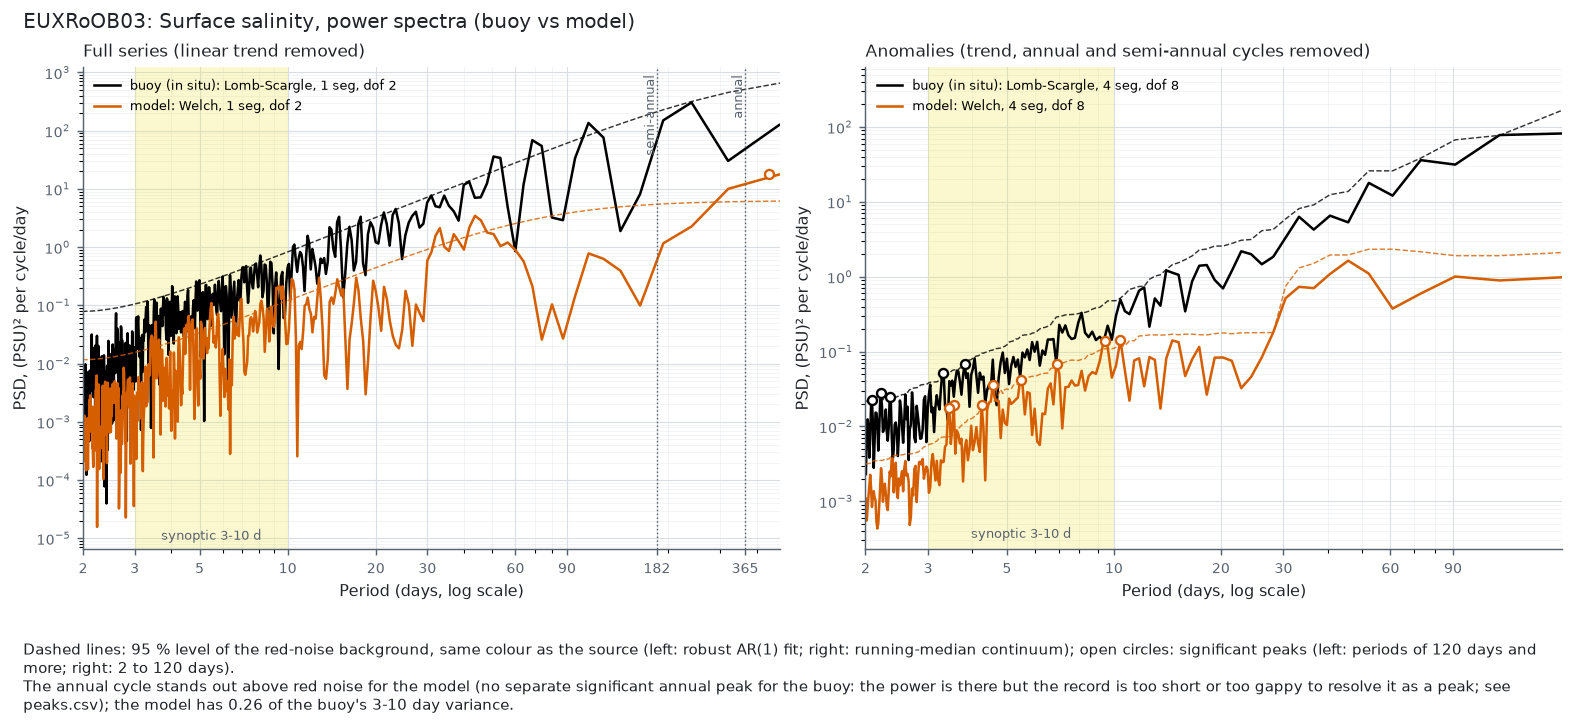 EUXRoOB03: Surface salinity, power spectra (buoy vs model)
Full series (linear trend removed)
buoy (in situ): Lomb-Scargle, 1 seg, dof 2
model: Welch, 1 seg, dof 2
semi-annual
annual
synoptic 3-10 d
PSD, (PSU)² per cycle/day
10³
10²
10¹
10⁰
10⁻¹
10⁻²
10⁻³
10⁻⁴
10⁻⁵
2 3 5 10 20 30 60 90 182 365
Period (days, log scale)
Anomalies (trend, annual and semi-annual cycles removed)
buoy (in situ): Lomb-Scargle, 4 seg, dof 8
model: Welch, 4 seg, dof 8
synoptic 3-10 d
PSD, (PSU)² per cycle/day
10²
10¹
10⁰
10⁻¹
10⁻²
10⁻³
2 3 5 10 20 30 60 90
Period (days, log scale)
Dashed lines: 95 % level of the red-noise background, same colour as the source (left: robust AR(1) fit; right: running-median continuum); open circles: significant peaks (left: periods of 120 days and
more; right: 2 to 120 days).
The annual cycle stands out above red noise for the model (no separate significant annual peak for the buoy: the power is there but the record is too short or too gappy to resolve it as a peak; see
peaks.csv); the model has 0.26 of the buoy's 3-10 day variance.